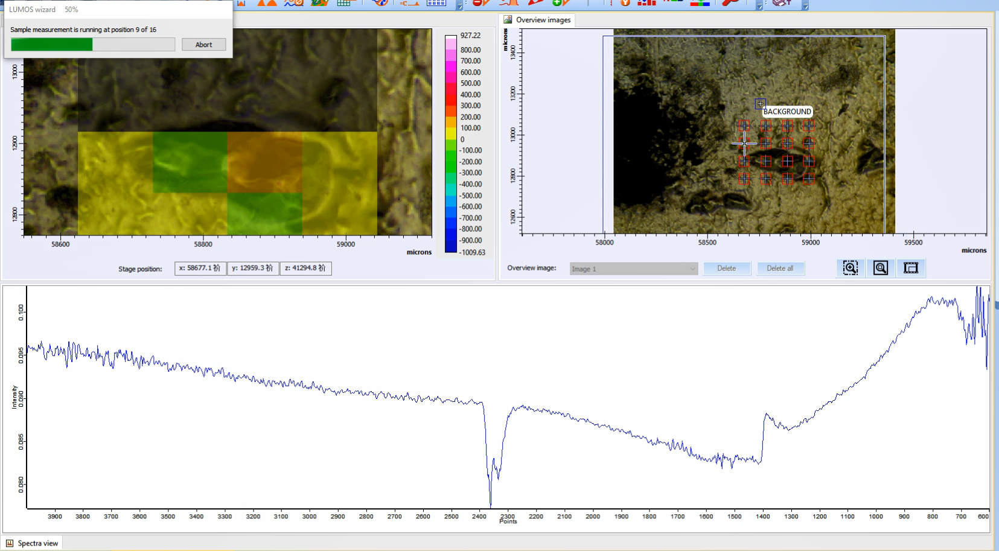 LUMOS wizard 50%
Sample measurement is running at position 9 of 16
Abort
Overview images
13000
12900
12800
58600 58800 59000
microns
927.22
800.00
700.00
600.00
500.00
400.00
300.00
200.00
100.00
0
-100.00
-200.00
-300.00
-400.00
-500.00
-600.00
-700.00
-800.00
-900.00
-1009.63
microns
13400
13200
13000
12800
12600
BACKGROUND
58000 58500 59000 59500
microns
Stage position: x: 58677.1 祄 y: 12959.3 祄 z: 41294.8 祄
Overview image: Image 1 Delete Delete all
Intensity
0.100
0.095
0.090
0.085
0.080
3900 3800 3700 3600 3500 3400 3300 3200 3100 3000 2900 2800 2700 2600 2500 2400 2300 2200 2100 2000 1900 1800 1700 1600 1500 1400 1300 1200 1100 1000 900 800 700 600
Points
Spectra view